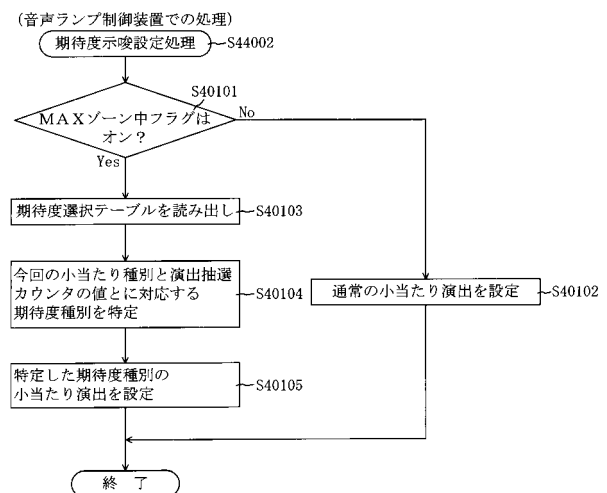 (音声ランプ制御装置での処理)
期待度示唆設定処理
S44002
S40101
MAXゾーン中フラグは
オン?
No
Yes
期待度選択テーブルを読み出し
S40103
今回の小当たり種別と演出抽選
カウンタの値とに対応する
期待度種別を特定
S40104
通常の小当たり演出を設定
S40102
特定した期待度種別の
小当たり演出を設定
S40105
終 了